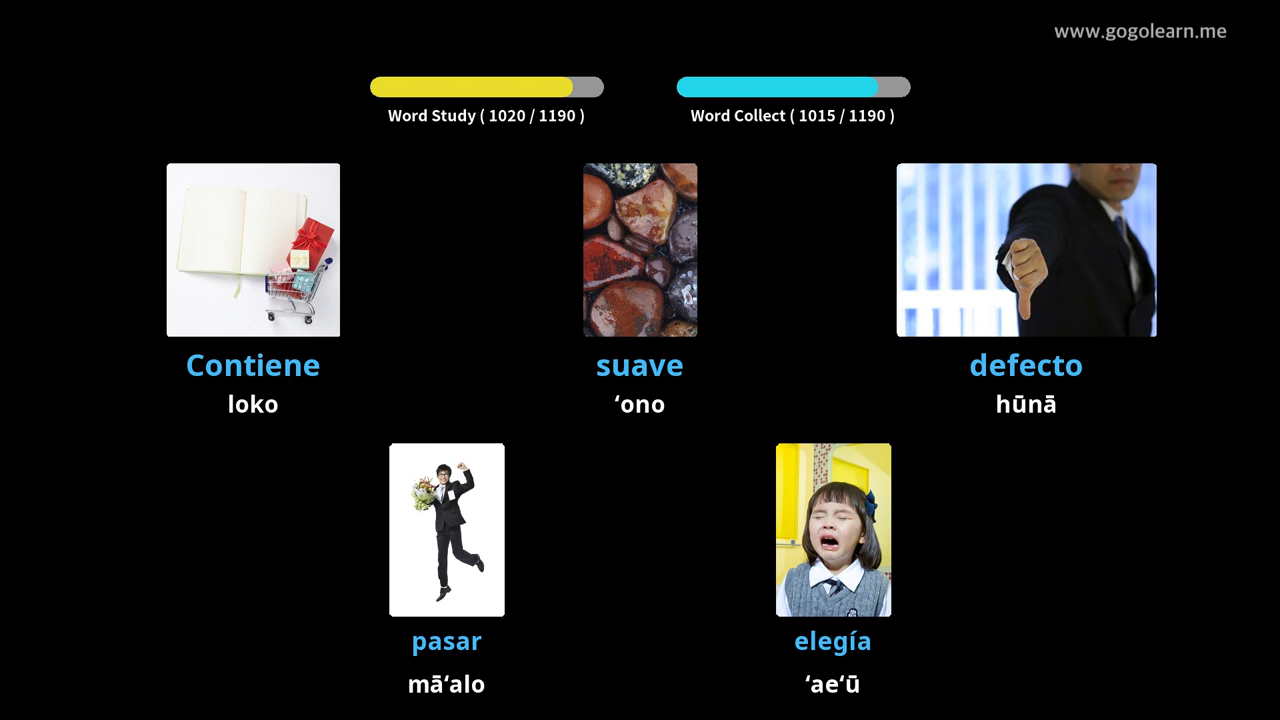 www.gogolearn.me
Word Study ( 1020 / 1190 )
Word Collect ( 1015 / 1190 )
Contiene
loko
suave
ʻono
defecto
hūnā
pasar
māʻalo
elegía
ʻaeʻū